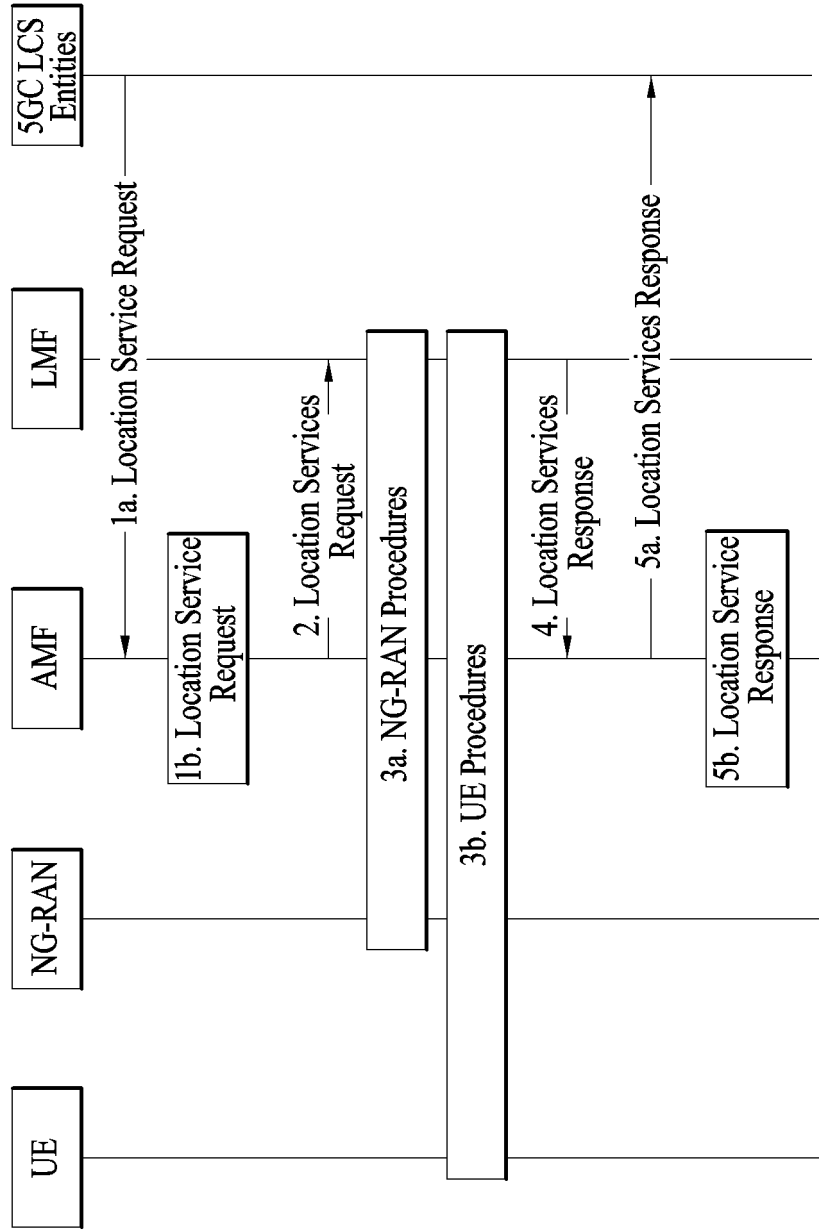 UE
NG-RAN
AMF
LMF
5GC LCS
Entities
1a. Location Service Request
1b. Location Service
Request
2. Location Services
Request
3a. NG-RAN Procedures
3b. UE Procedures
4. Location Services
Response
5a. Location Services Response
5b. Location Service
Response